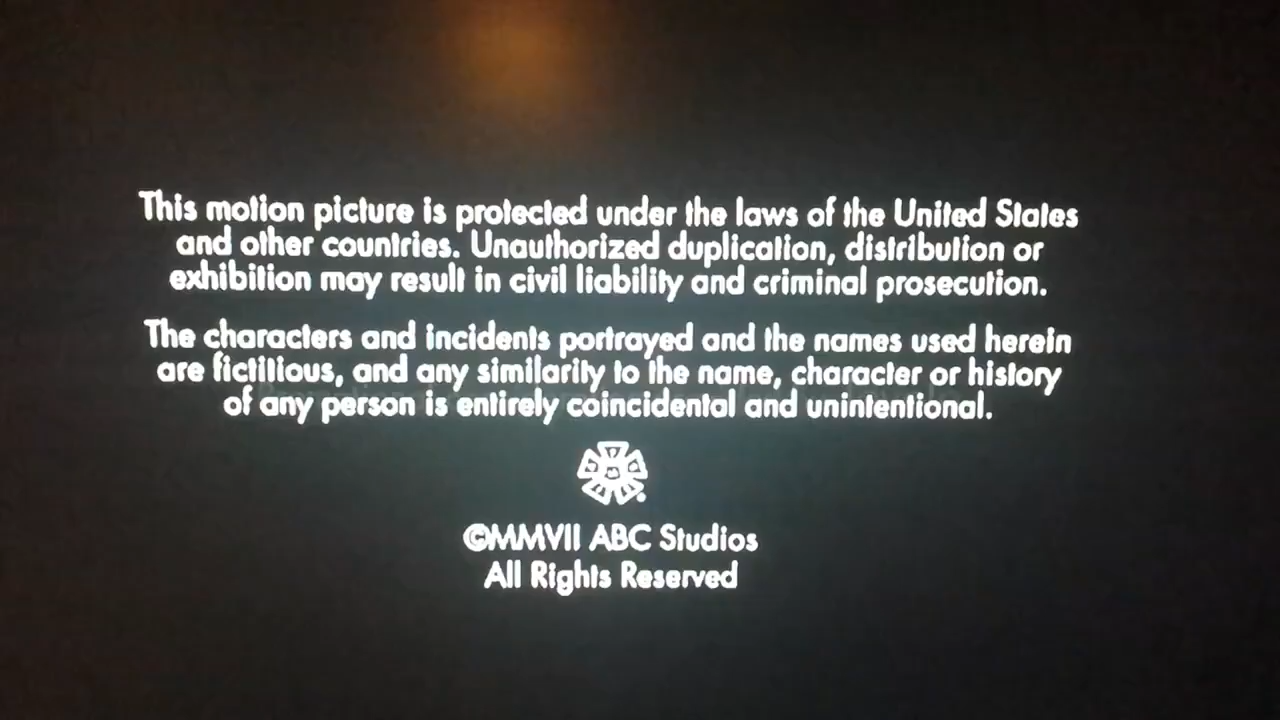 This motion picture is protected under the laws of the United States
and other countries. Unauthorized duplication, distribution or
exhibition may result in civil liability and criminal prosecution.
The characters and incidents portrayed and the names used herein
are fictitious, and any similarity to the name, character or history
of any person is entirely coincidental and unintentional.
©MMVII ABC Studios
All Rights Reserved